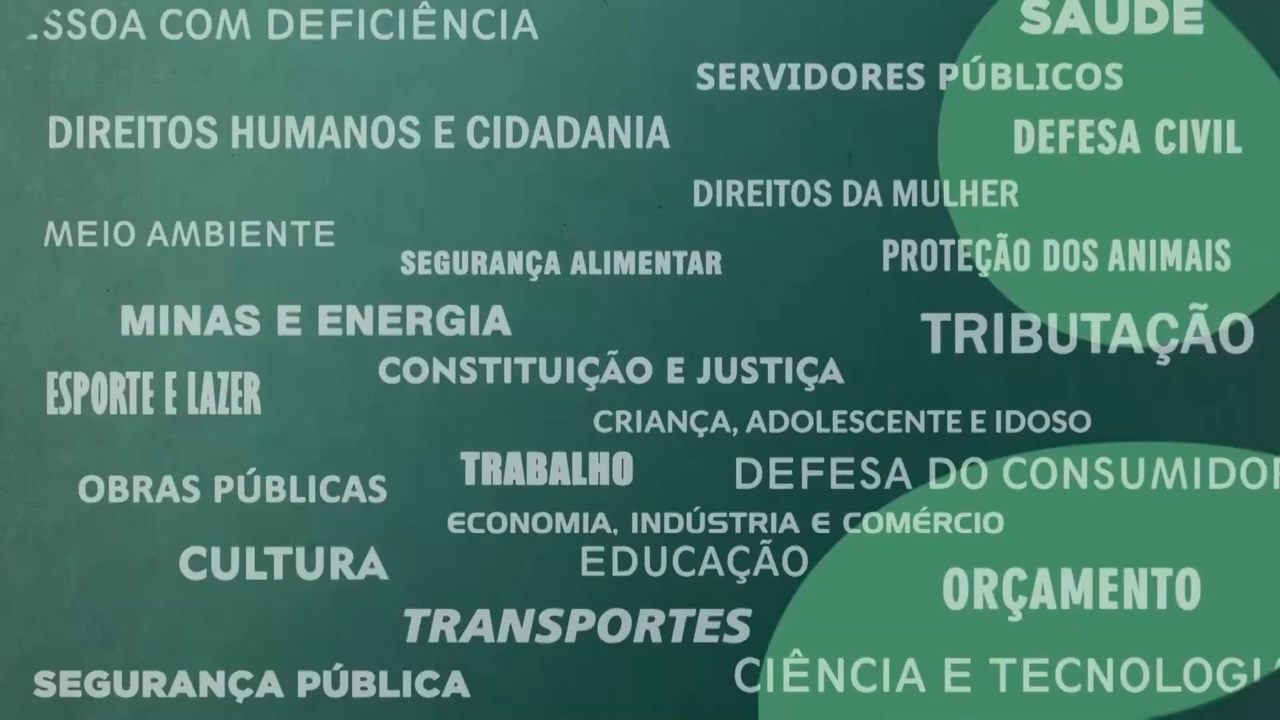 SSOA COM DEFICIÊNCIA
SAÚDE
SERVIDORES PÚBLICOS
DIREITOS HUMANOS E CIDADANIA
DEFESA CIVIL
DIREITOS DA MULHER
MEIO AMBIENTE
SEGURANÇA ALIMENTAR
PROTEÇÃO DOS ANIMAIS
MINAS E ENERGIA
TRIBUTAÇÃO
CONSTITUIÇÃO E JUSTIÇA
ESPORTE E LAZER
CRIANÇA, ADOLESCENTE E IDOSO
TRABALHO
DEFESA DO CONSUMIDOR
OBRAS PÚBLICAS
ECONOMIA, INDÚSTRIA E COMÉRCIO
CULTURA
EDUCAÇÃO
ORÇAMENTO
TRANSPORTES
CIÊNCIA E TECNOLOGI
SEGURANÇA PÚBLICA